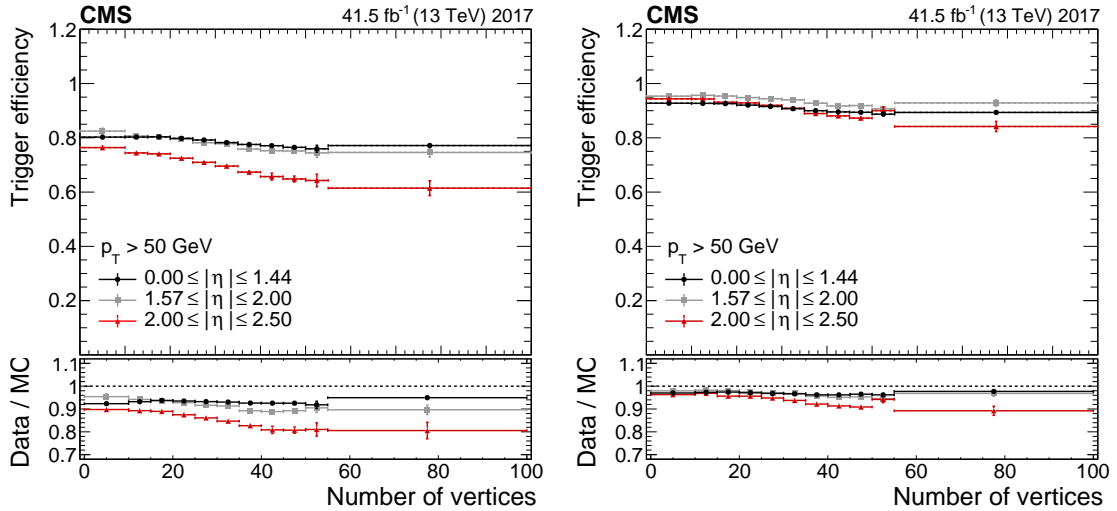 CMS 41.5 fb⁻¹ (13 TeV) 2017
Trigger efficiency
1.2
1
0.8
0.6
0.4
0.2
p_T > 50 GeV
0.00 ≤ |η| ≤ 1.44
1.57 ≤ |η| ≤ 2.00
2.00 ≤ |η| ≤ 2.50
Data / MC
1.1
1
0.9
0.8
0.7
0 20 40 60 80 100
Number of vertices
CMS 41.5 fb⁻¹ (13 TeV) 2017
Trigger efficiency
1.2
1
0.8
0.6
0.4
0.2
p_T > 50 GeV
0.00 ≤ |η| ≤ 1.44
1.57 ≤ |η| ≤ 2.00
2.00 ≤ |η| ≤ 2.50
Data / MC
1.1
1
0.9
0.8
0.7
0 20 40 60 80 100
Number of vertices